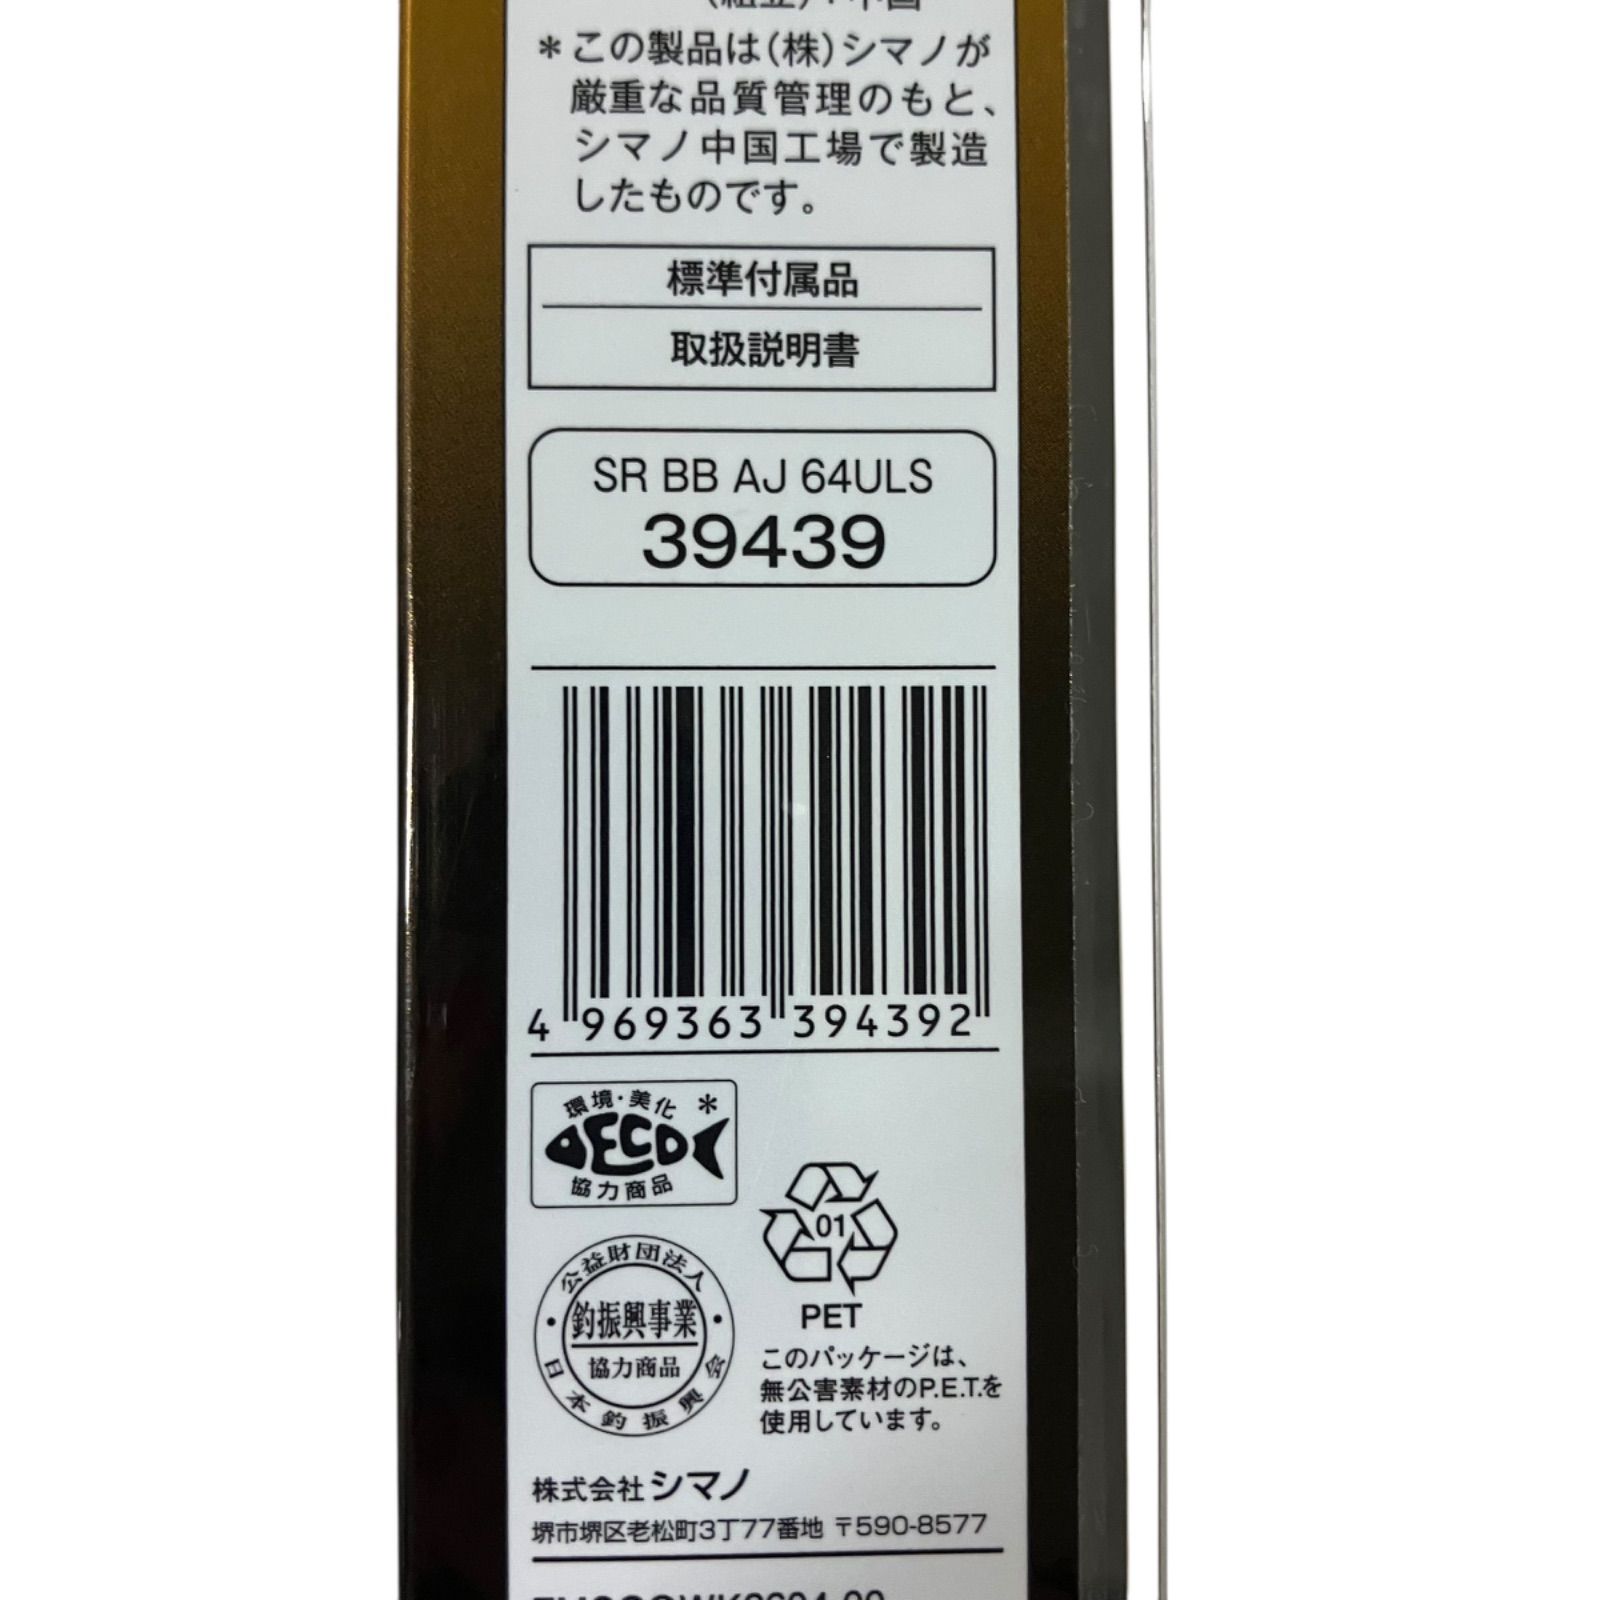 (組立):中国
＊この製品は(株)シマノが
厳重な品質管理のもと、
シマノ中国工場で製造
したものです。
標準付属品
取扱説明書
SR BB AJ 64ULS
39439
4 969363 394392
環境・美化 *
ECO
協力商品
01
PET
公益財団法人
釣振興事業
協力商品
日本釣振興会
このパッケージは、
無公害素材のP.E.T.を
使用しています。
株式会社シマノ
堺市堺区老松町3丁77番地 〒590-8577